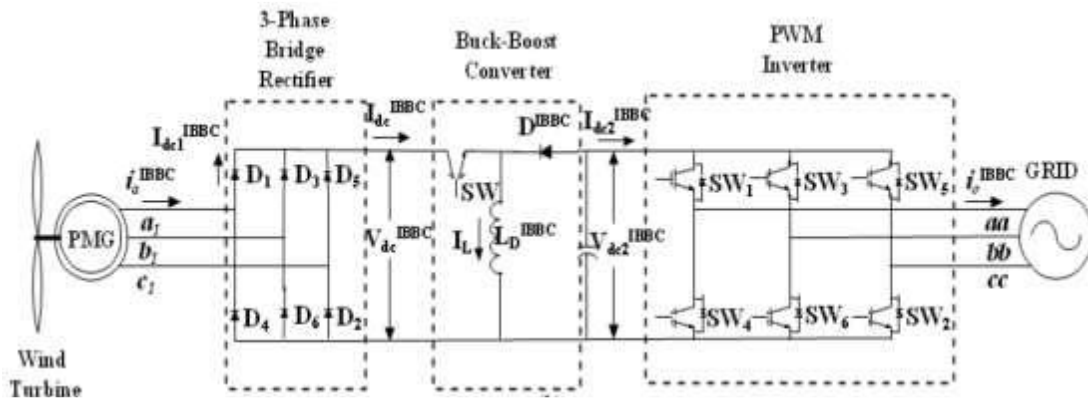 3-Phase
Bridge
Rectifier
Buck-Boost
Converter
PWM
Inverter
I_dc1^IBBC
I_dc^IBBC
D^IBBC
I_dc2^IBBC
i_a^IBBC
D_1
D_3
D_5
SW
SW_1
SW_3
SW_5
i_o^IBBC
GRID
PMG
a_1
b_1
c_1
V_dc^IBBC
I_L
L_D^IBBC
V_dc2^IBBC
aa
bb
cc
D_4
D_6
D_2
SW_4
SW_6
SW_2
Wind
Turbine